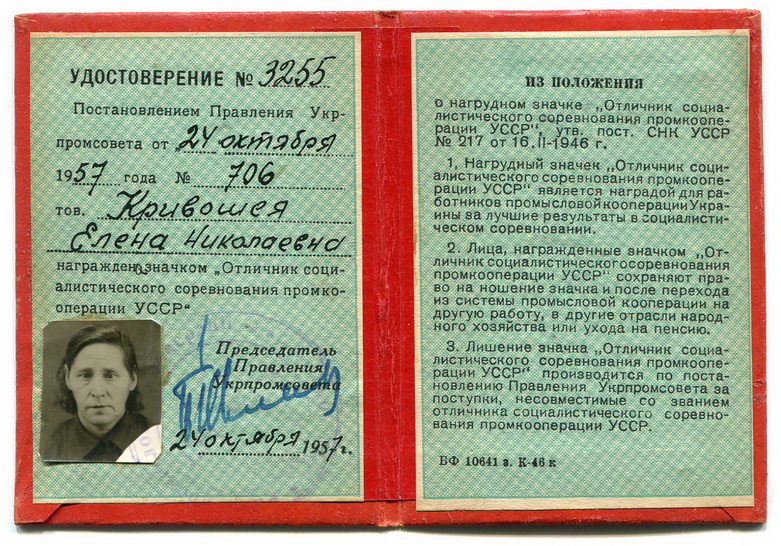 УДОСТОВЕРЕНИЕ № 3255
Постановлением Правления Укр-
промсовета от 24 октября
1957 года № 706
тов. Кривошея
Елена Николаевна
награждена значком „Отличник соци-
алистического соревнования промко-
операции УССР"
Председатель
Правления
Укрпромсовета
24 октября 1957 г.
ИЗ ПОЛОЖЕНИЯ
о нагрудном значке „Отличник социа-
листического соревнования промкоопе-
рации УССР", утв. пост. СНК УССР
№ 217 от 16.II-1946 г.
1. Нагрудный значек „Отличник соци-
алистического соревнования промкоопе-
рации УССР" является наградой для ра-
ботников промысловой кооперации Укра-
ины за лучшие результаты в социалисти-
ческом соревновании.
2. Лица, награжденные значком „От-
личник социалистического соревнования
промкооперации УССР" сохраняют пра-
во на ношение значка и после перехода
из системы промысловой кооперации на
другую работу, в другие отрасли народ-
ного хозяйства или ухода на пенсию.
3. Лишение значка „Отличник социа-
листического соревнования промкоопе-
рации УССР" производится по пос-
тановлению Правления Укрпромсовета за
поступки, несовместимые со званием
отличника социалистического соревно-
вания промкооперации УССР.
БФ 10641 з. К-46 к